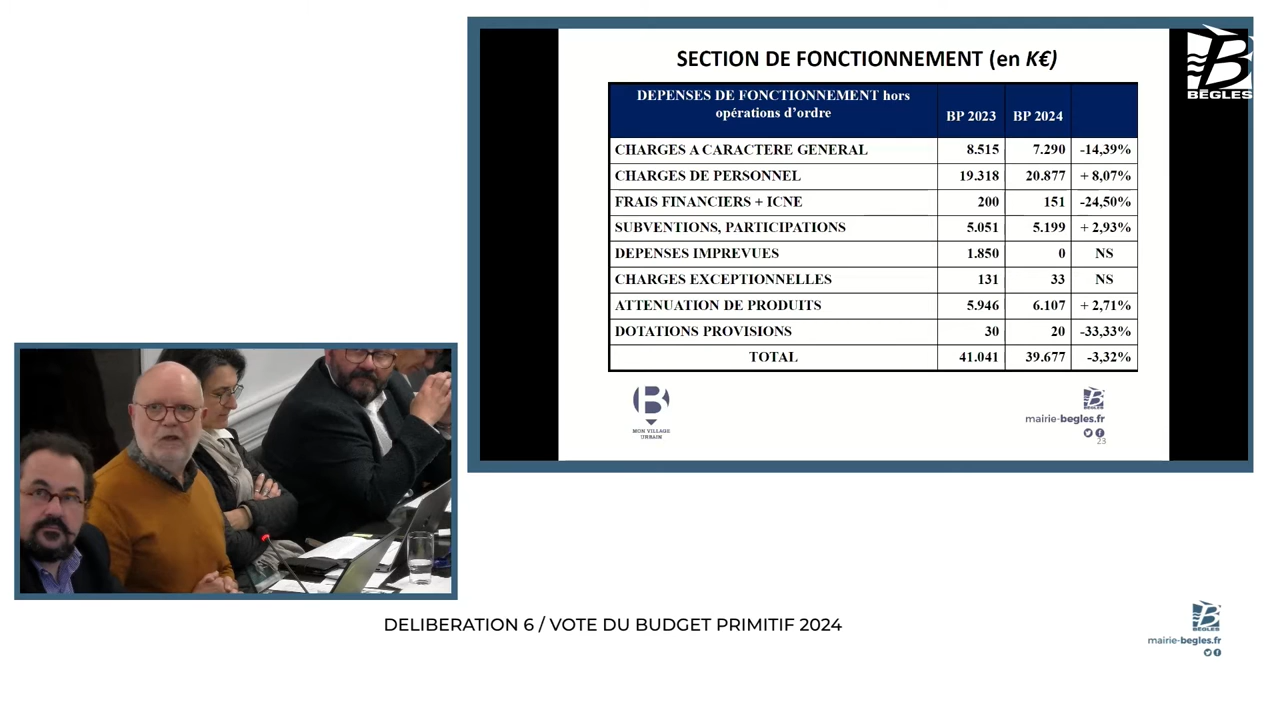 SECTION DE FONCTIONNEMENT (en K€)
DEPENSES DE FONCTIONNEMENT hors
opérations d'ordre
BP 2023 BP 2024
CHARGES A CARACTERE GENERAL 8.515 7.290 -14,39%
CHARGES DE PERSONNEL 19.318 20.877 + 8,07%
FRAIS FINANCIERS + ICNE 200 151 -24,50%
SUBVENTIONS, PARTICIPATIONS 5.051 5.199 + 2,93%
DEPENSES IMPREVUES 1.850 0 NS
CHARGES EXCEPTIONNELLES 131 33 NS
ATTENUATION DE PRODUITS 5.946 6.107 + 2,71%
DOTATIONS PROVISIONS 30 20 -33,33%
TOTAL 41.041 39.677 -3,32%
B
MON VILLAGE
URBAIN
BEGLES
mairie-begles.fr
23
B
BEGLES
DELIBERATION 6 / VOTE DU BUDGET PRIMITIF 2024
BEGLES
mairie-begles.fr